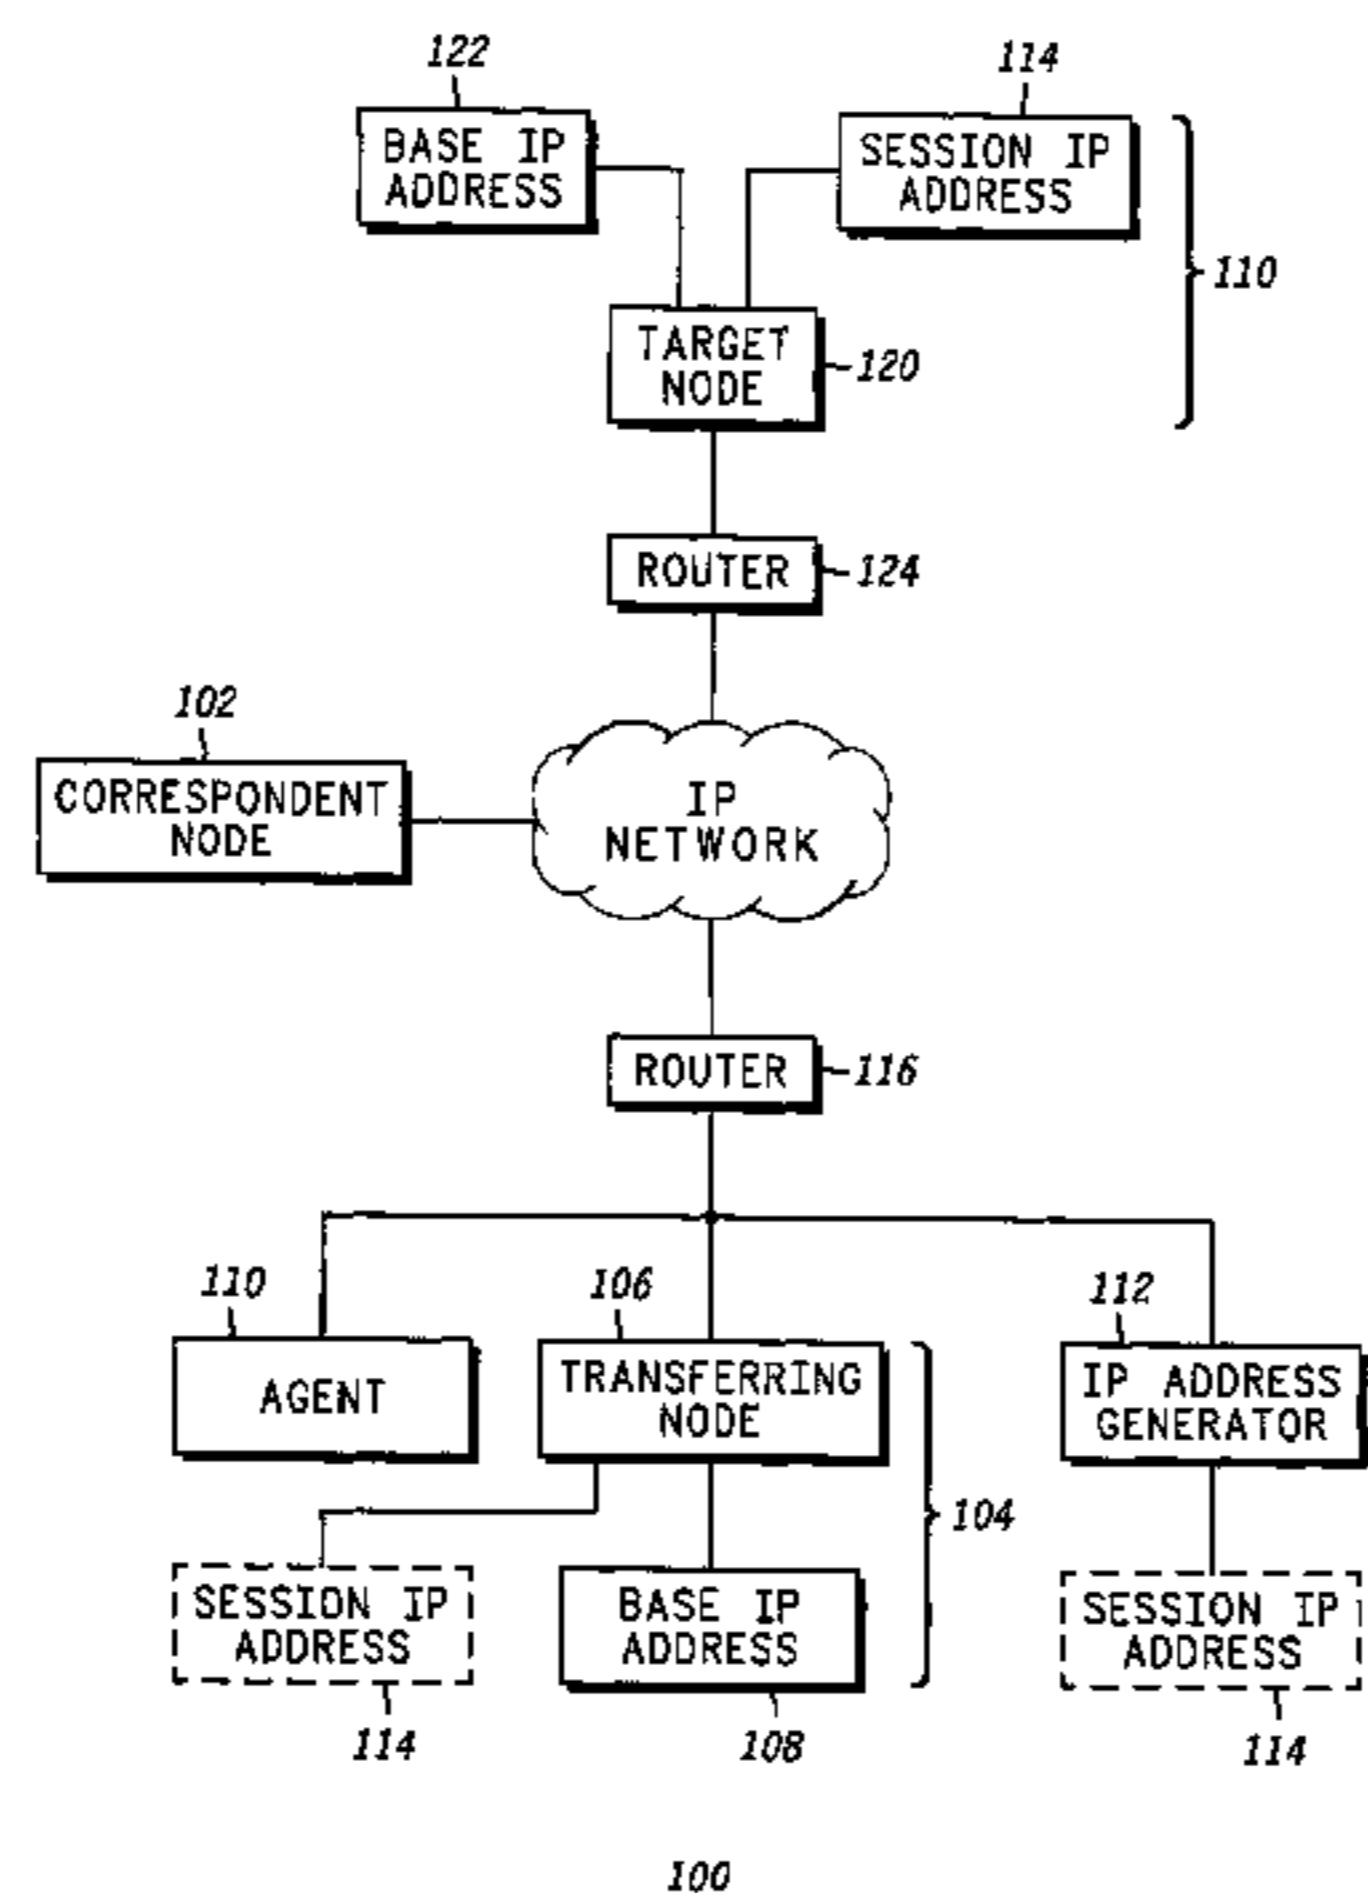 122
114
BASE IP
ADDRESS
SESSION IP
ADDRESS
110
TARGET
NODE
120
ROUTER
124
102
CORRESPONDENT
NODE
IP
NETWORK
ROUTER
116
110
106
112
AGENT
TRANSFERRING
NODE
IP ADDRESS
GENERATOR
104
SESSION IP
ADDRESS
BASE IP
ADDRESS
SESSION IP
ADDRESS
114
108
114
100